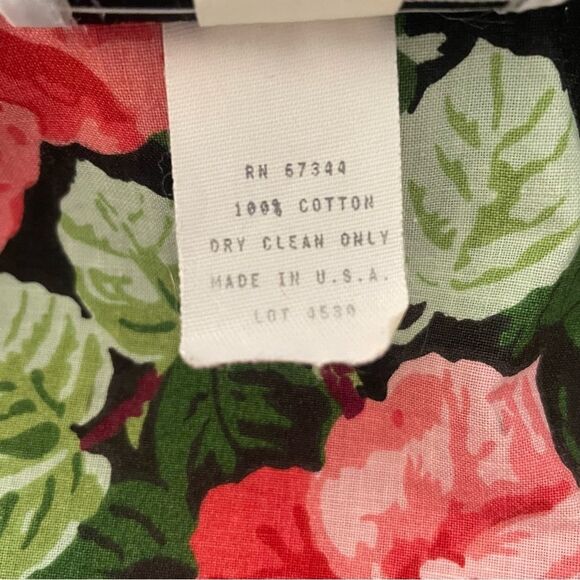 RN 67344
100% COTTON
DRY CLEAN ONLY
MADE IN U.S.A.
LOT 4530